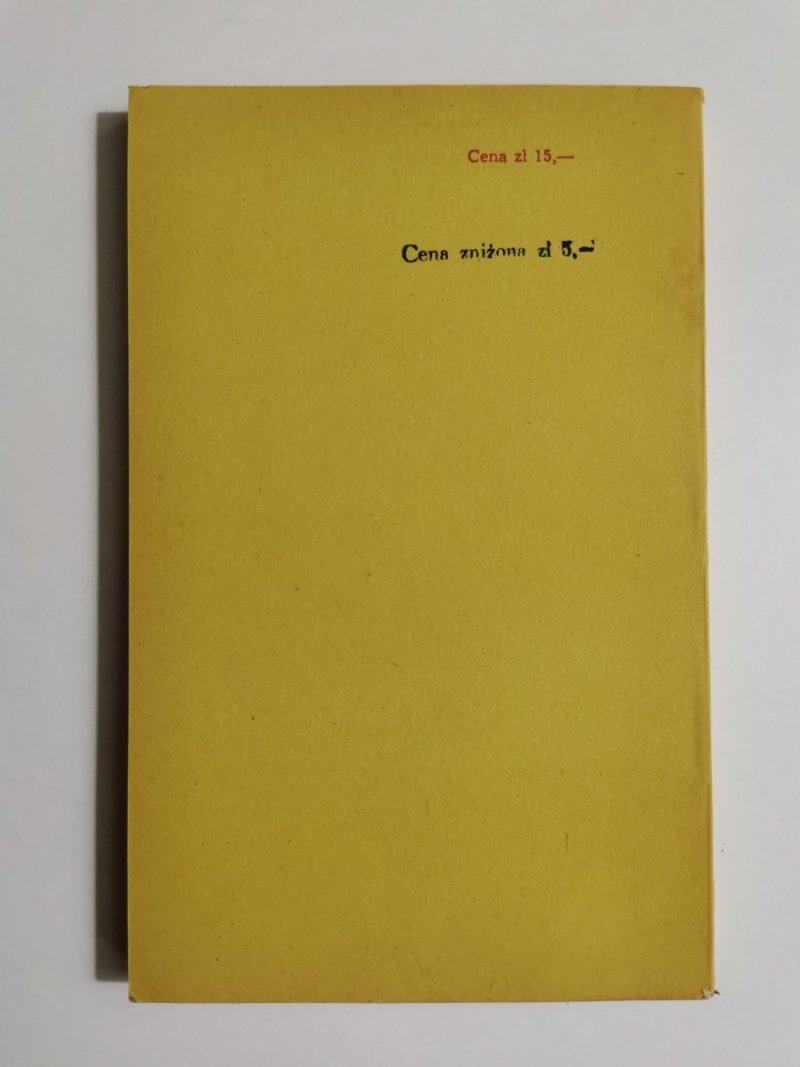 Cena zł 15,—
Cena zniżona zł 5,—